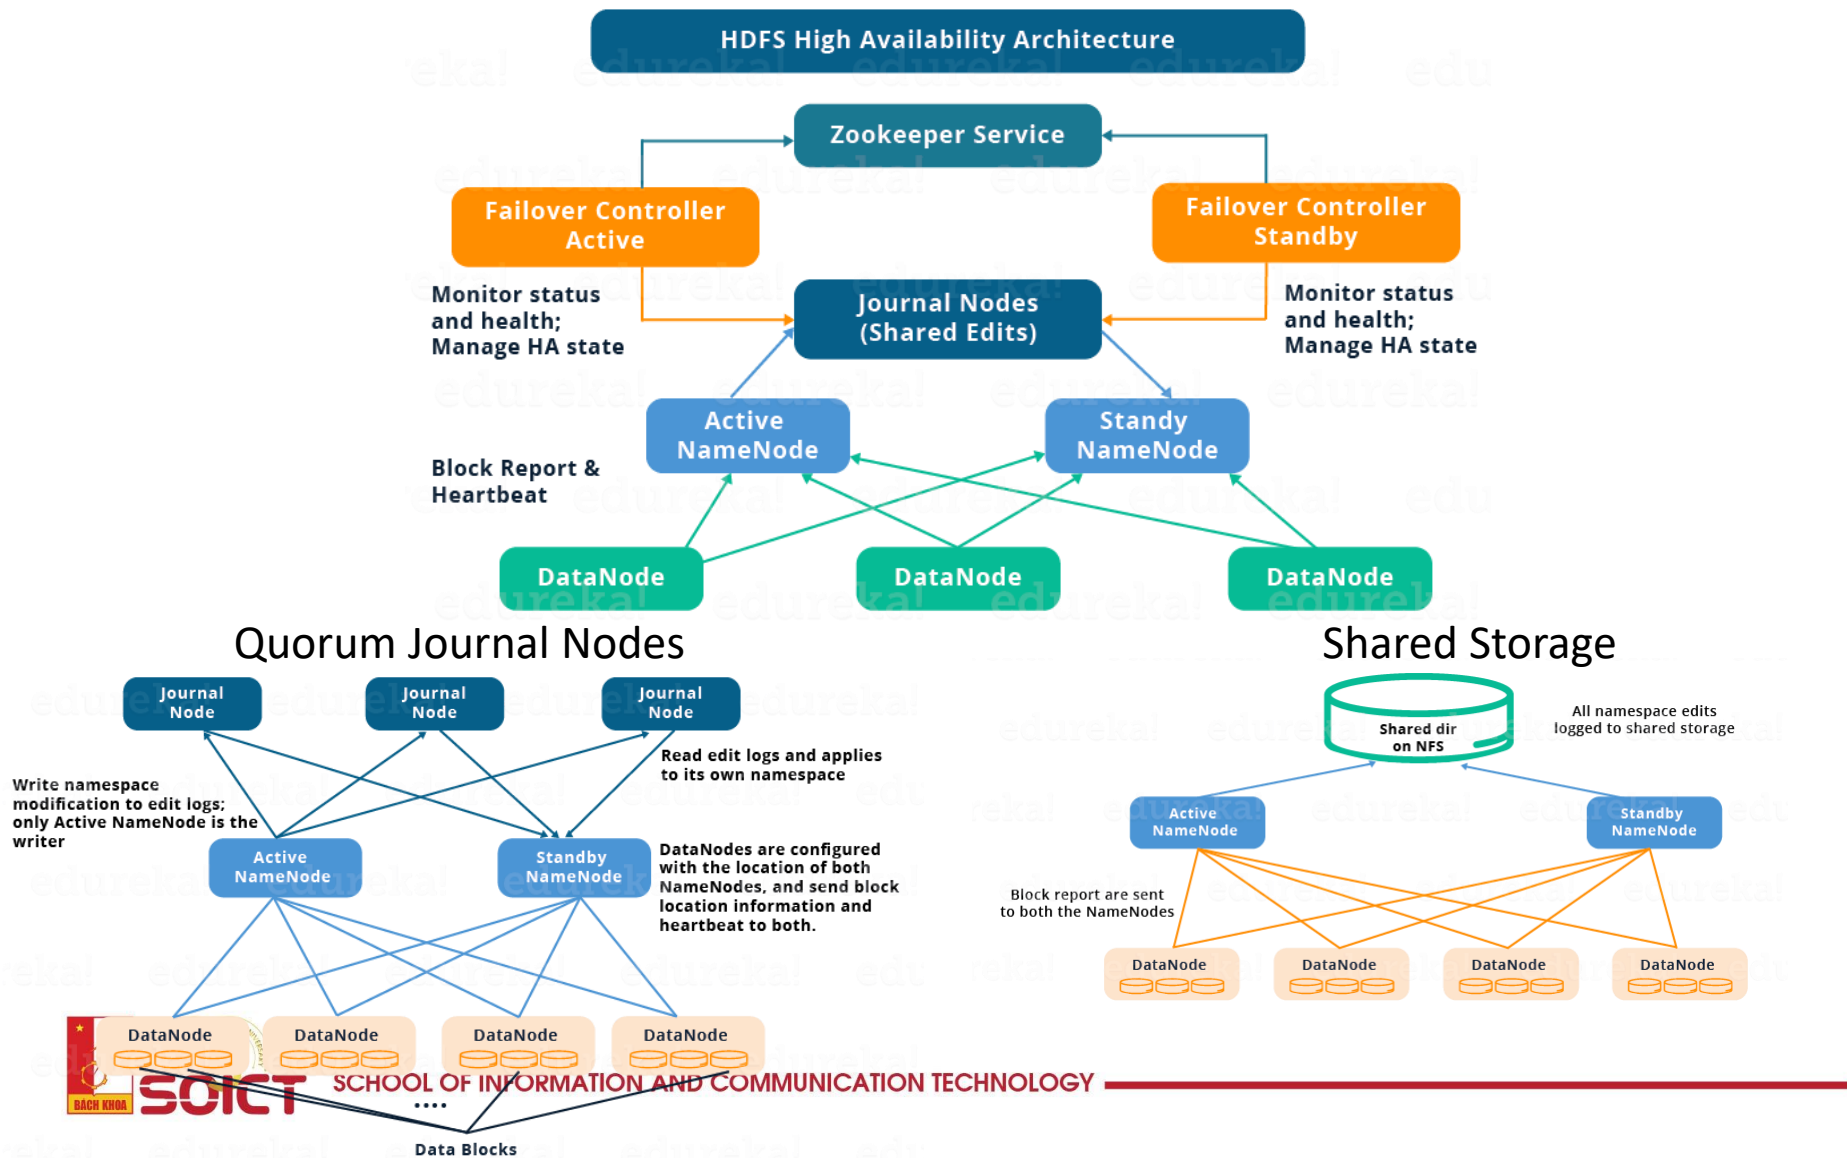 HDFS High Availability Architecture
Zookeeper Service
Failover Controller
Active
Failover Controller
Standby
Monitor status
and health;
Manage HA state
Journal Nodes
(Shared Edits)
Monitor status
and health;
Manage HA state
Active
NameNode
Standy
NameNode
Block Report &
Heartbeat
DataNode
DataNode
DataNode
Quorum Journal Nodes
Journal
Node
Journal
Node
Journal
Node
Read edit logs and applies
to its own namespace
Write namespace
modification to edit logs;
only Active NameNode is the
writer
Active
NameNode
Standby
NameNode
DataNodes are configured
with the location of both
NameNodes, and send block
location information and
heartbeat to both.
DataNode
DataNode
DataNode
DataNode
....
Data Blocks
Shared Storage
Shared dir
on NFS
All namespace edits
logged to shared storage
Active
NameNode
Standby
NameNode
Block report are sent
to both the NameNodes
DataNode
DataNode
DataNode
DataNode
BÁCH KHOA
SOICT
SCHOOL OF INFORMATION AND COMMUNICATION TECHNOLOGY
edureka!